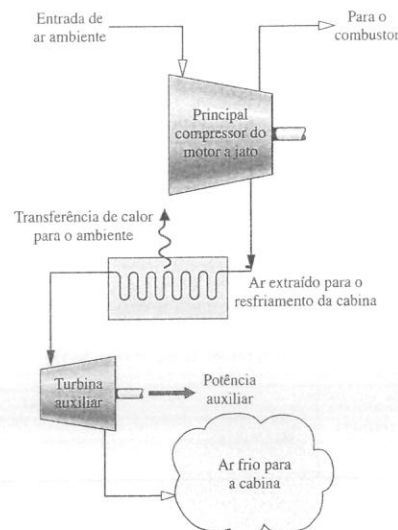 Entrada de
ar ambiente
Para o
combustor
Principal
compressor do
motor a jato
Transferência de calor
para o ambiente
Ar extraído para o
resfriamento da cabina
Turbina
auxiliar
Potência
auxiliar
Ar frio para
a cabina